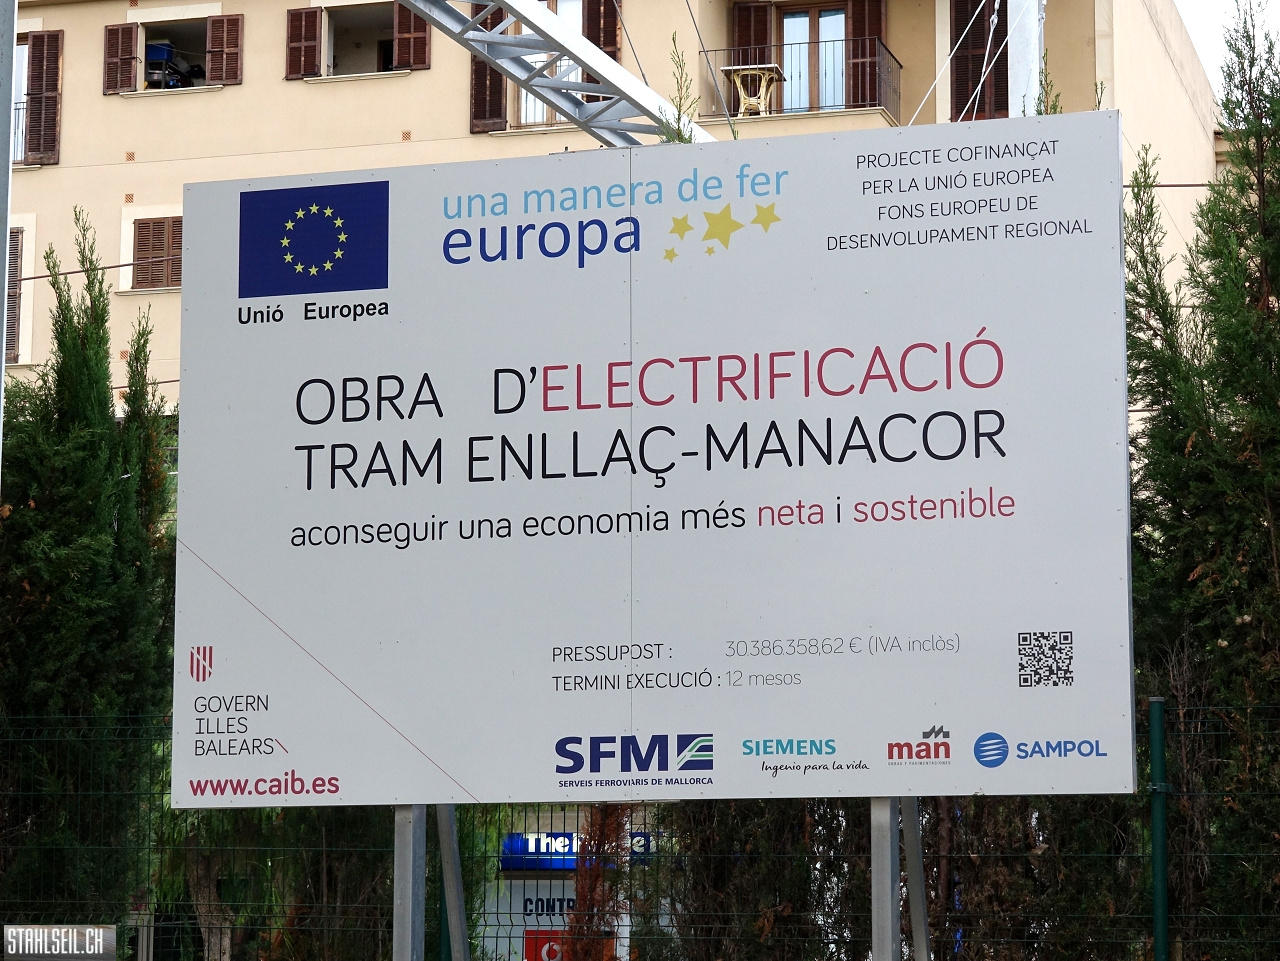 Unió Europea
una manera de fer
europa
PROJECTE COFINANÇAT
PER LA UNIÓ EUROPEA
FONS EUROPEU DE
DESENVOLUPAMENT REGIONAL
OBRA D'ELECTRIFICACIÓ
TRAM ENLLAÇ-MANACOR
aconseguir una economia més neta i sostenible
PRESSUPOST : 30.386.358,62 € (IVA inclòs)
TERMINI EXECUCIÓ : 12 mesos
GOVERN
ILLES
BALEARS
www.caib.es
SFM
SERVEIS FERROVIARIS DE MALLORCA
SIEMENS
Ingenio para la vida
man
OBRAS Y PAVIMENTACIONES
SAMPOL
The
STAHLSEIL.CH